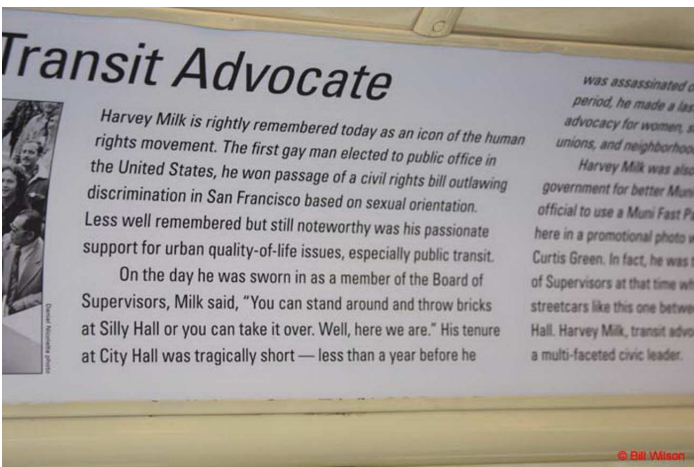 Transit Advocate
Harvey Milk is rightly remembered today as an icon of the human
rights movement. The first gay man elected to public office in
the United States, he won passage of a civil rights bill outlawing
discrimination in San Francisco based on sexual orientation.
Less well remembered but still noteworthy was his passionate
support for urban quality-of-life issues, especially public transit.
On the day he was sworn in as a member of the Board of
Supervisors, Milk said, “You can stand around and throw bricks
at Silly Hall or you can take it over. Well, here we are.” His tenure
at City Hall was tragically short — less than a year before he
Daniel Nicoletta photo
was assassinated
period, he made a
advocacy for women,
unions, and
Harvey Milk was also
government for better Muni
official to use a Muni Fast
here in a promotional photo
Curtis Green. In fact, he was
of Supervisors at that time
streetcars like this one
Hall. Harvey Milk, transit
a multi-faceted civic leader.
© Bill Wilson